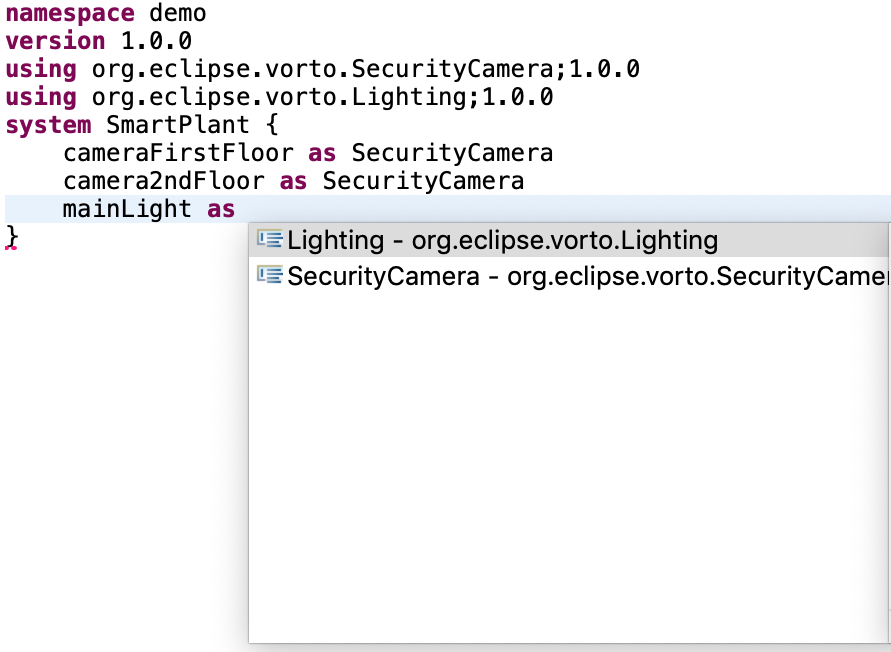 namespace demo
version 1.0.0
using org.eclipse.vorto.SecurityCamera;1.0.0
using org.eclipse.vorto.Lighting;1.0.0
system SmartPlant {
cameraFirstFloor as SecurityCamera
camera2ndFloor as SecurityCamera
mainLight as
}
Lighting - org.eclipse.vorto.Lighting
SecurityCamera - org.eclipse.vorto.SecurityCamer